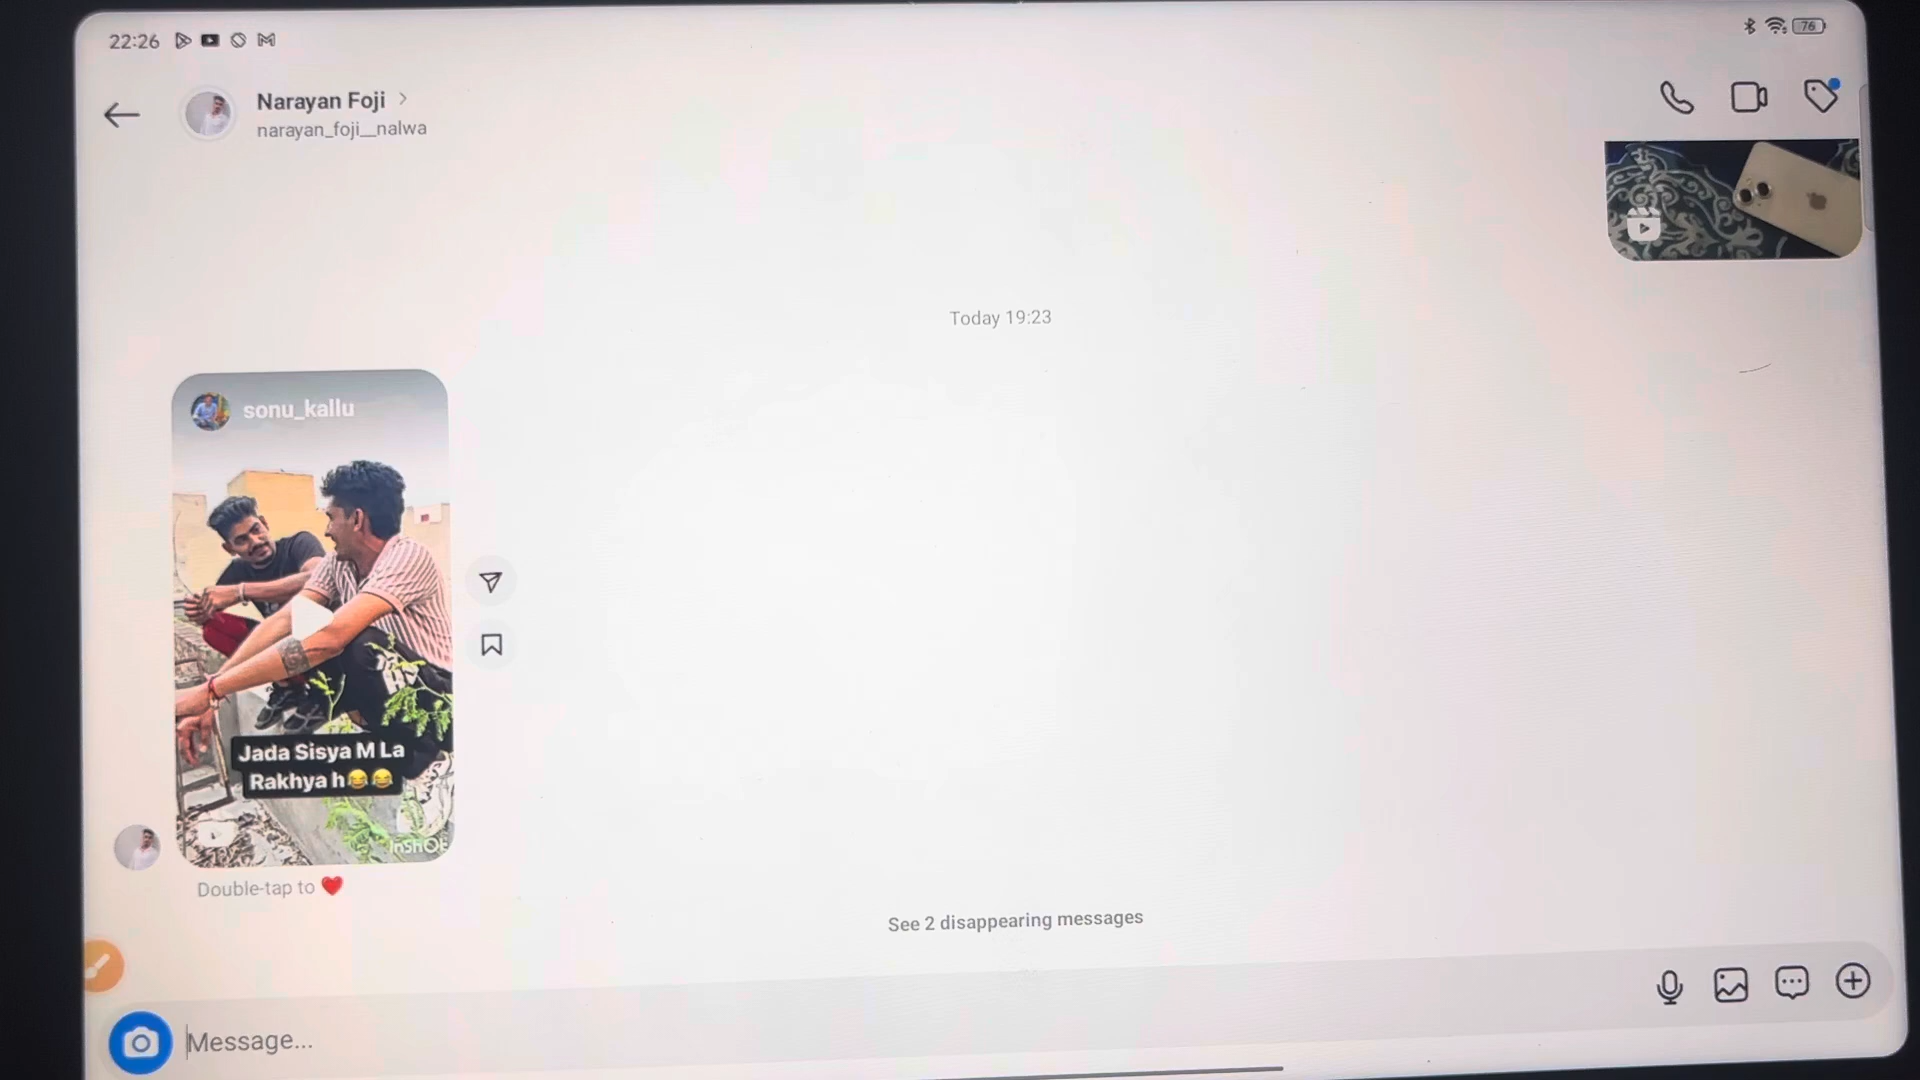 22:26
76
Narayan Foji
narayan_foji__nalwa
Today 19:23
sonu_kallu
Jada Sisya M La
Rakhya h😂😂
InShOt
Double-tap to ❤️
See 2 disappearing messages
Message...